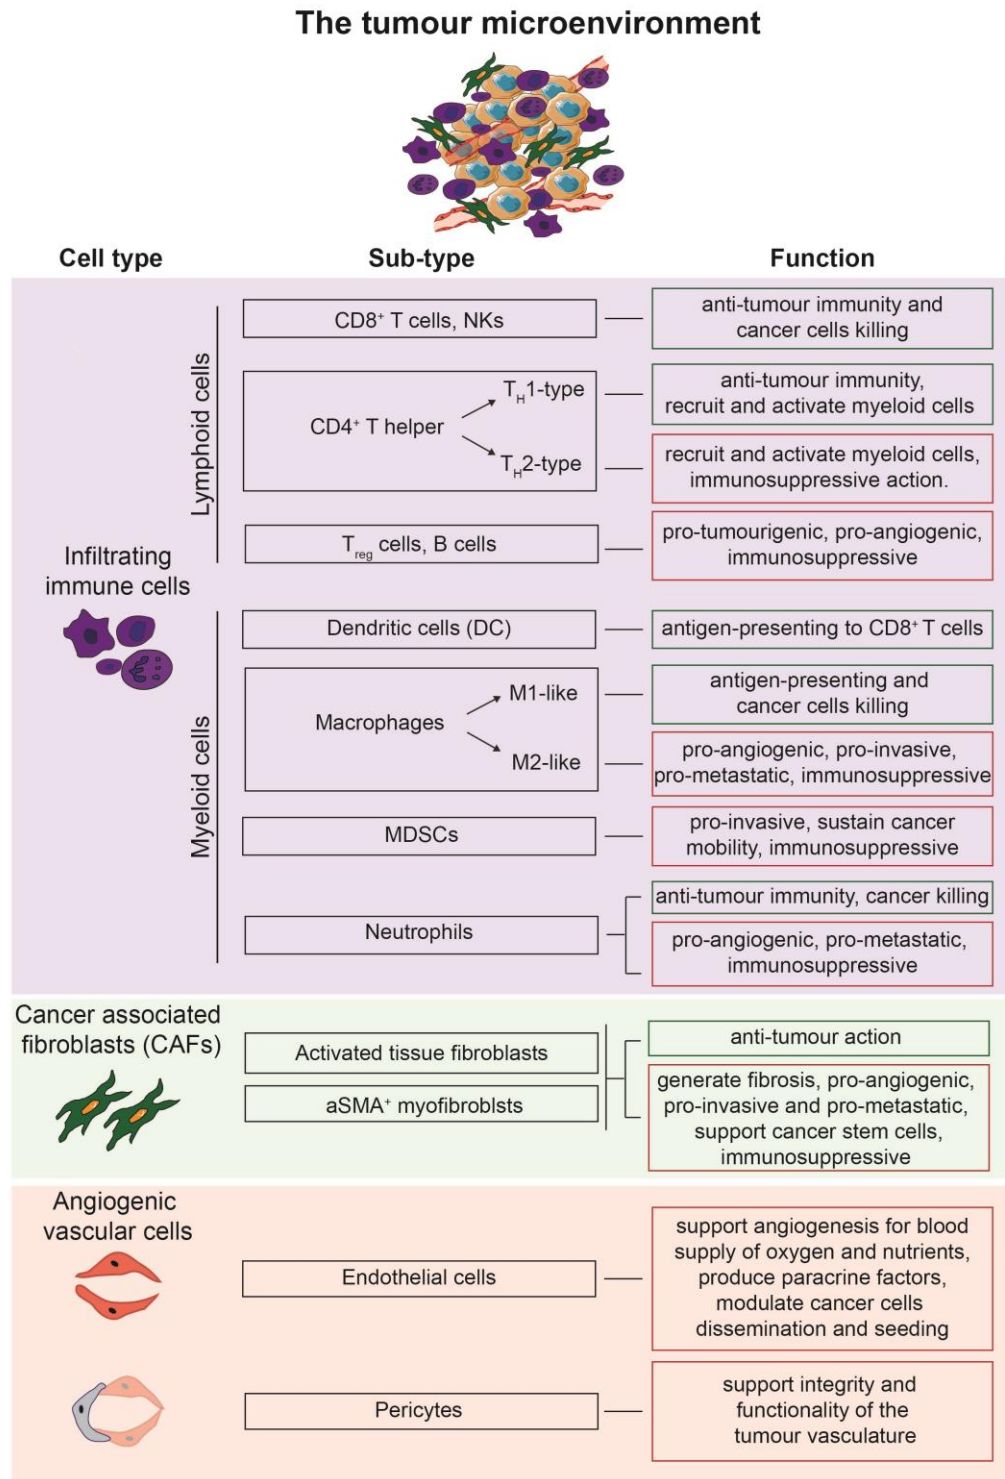 The tumour microenvironment
Cell type
Sub-type
Function
Infiltrating
immune cells
Lymphoid cells
CD8⁺ T cells, NKs
anti-tumour immunity and
cancer cells killing
CD4⁺ T helper
T_H1-type
anti-tumour immunity,
recruit and activate myeloid cells
T_H2-type
recruit and activate myeloid cells,
immunosuppressive action.
T_reg cells, B cells
pro-tumourigenic, pro-angiogenic,
immunosuppressive
Myeloid cells
Dendritic cells (DC)
antigen-presenting to CD8⁺ T cells
Macrophages
M1-like
antigen-presenting and
cancer cells killing
M2-like
pro-angiogenic, pro-invasive,
pro-metastatic, immunosuppressive
MDSCs
pro-invasive, sustain cancer
mobility, immunosuppressive
Neutrophils
anti-tumour immunity, cancer killing
pro-angiogenic, pro-metastatic,
immunosuppressive
Cancer associated
fibroblasts (CAFs)
Activated tissue fibroblasts
aSMA⁺ myofibroblsts
anti-tumour action
generate fibrosis, pro-angiogenic,
pro-invasive and pro-metastatic,
support cancer stem cells,
immunosuppressive
Angiogenic
vascular cells
Endothelial cells
support angiogenesis for blood
supply of oxygen and nutrients,
produce paracrine factors,
modulate cancer cells
dissemination and seeding
Pericytes
support integrity and
functionality of the
tumour vasculature